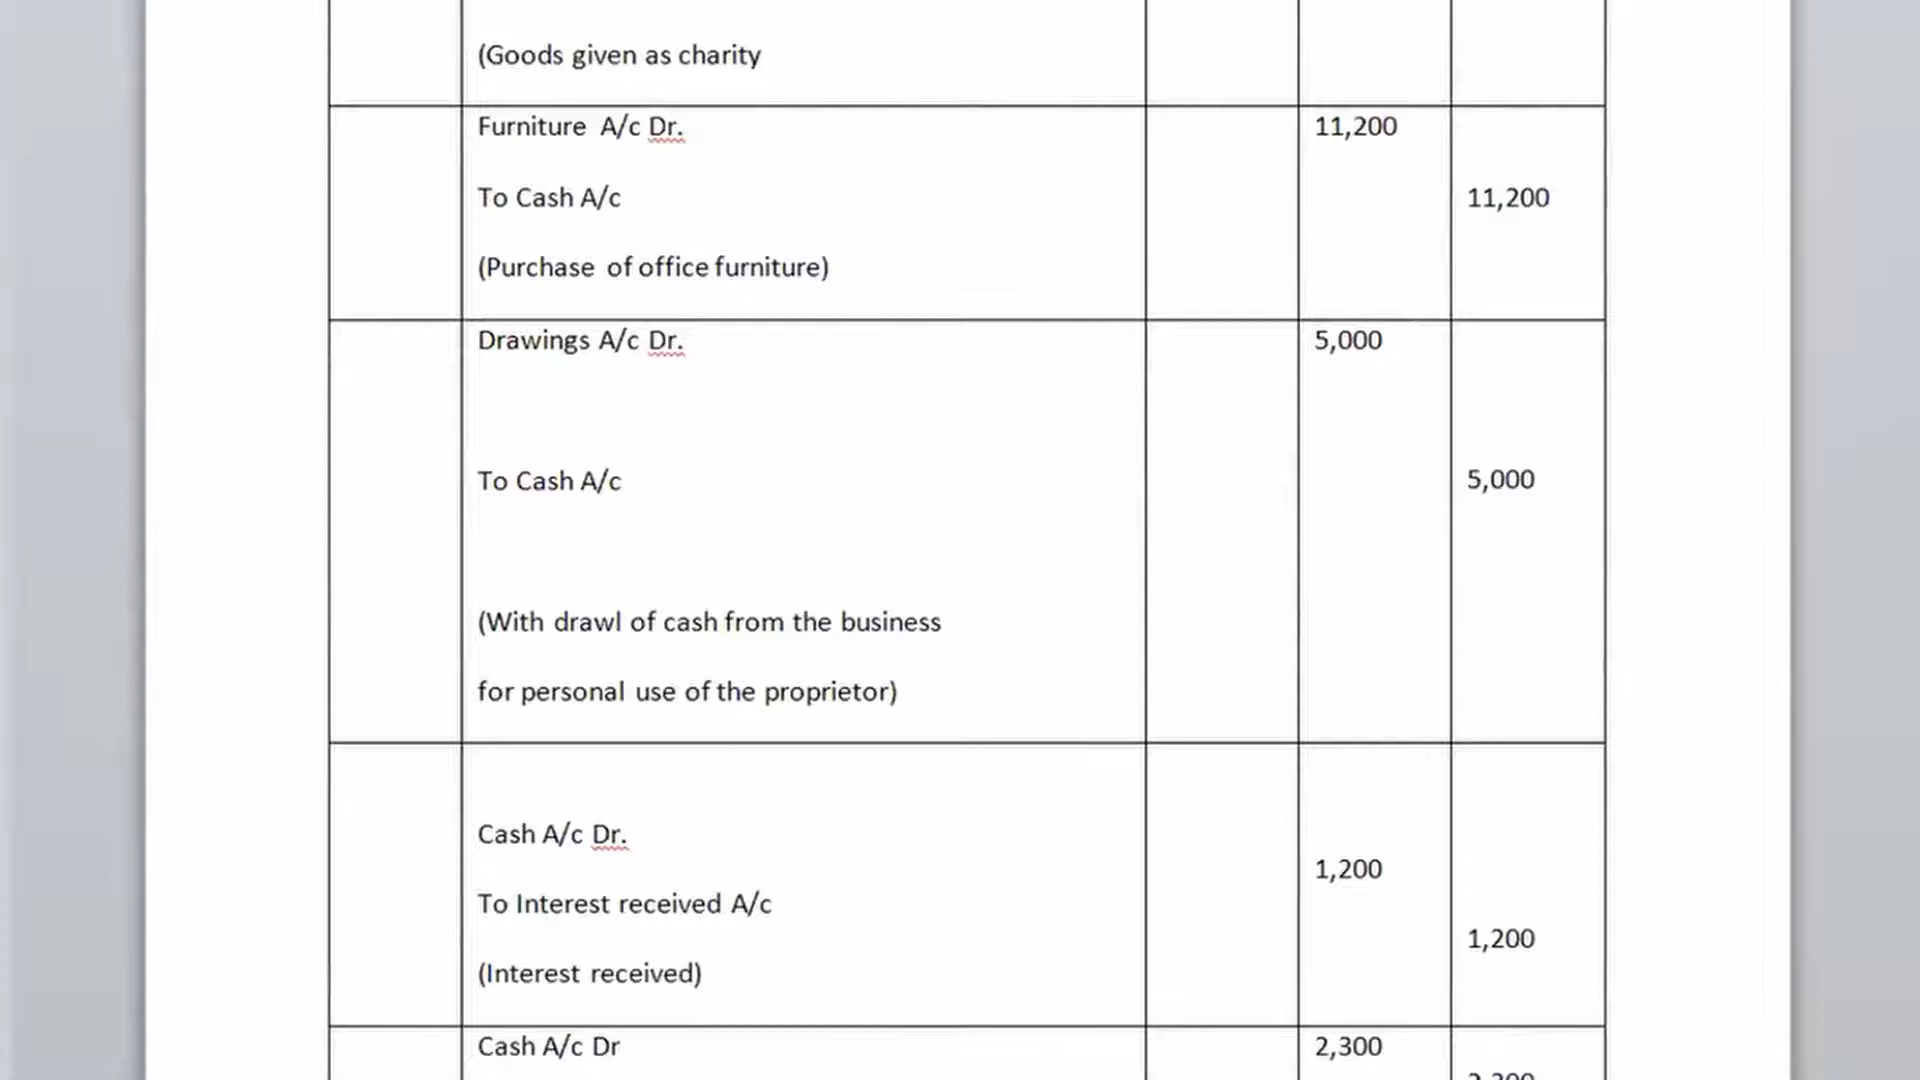 (Goods given as charity
Furniture A/c Dr. 11,200
To Cash A/c 11,200
(Purchase of office furniture)
Drawings A/c Dr. 5,000
To Cash A/c 5,000
(With drawl of cash from the business
for personal use of the proprietor)
Cash A/c Dr.
1,200
To Interest received A/c
1,200
(Interest received)
Cash A/c Dr 2,300